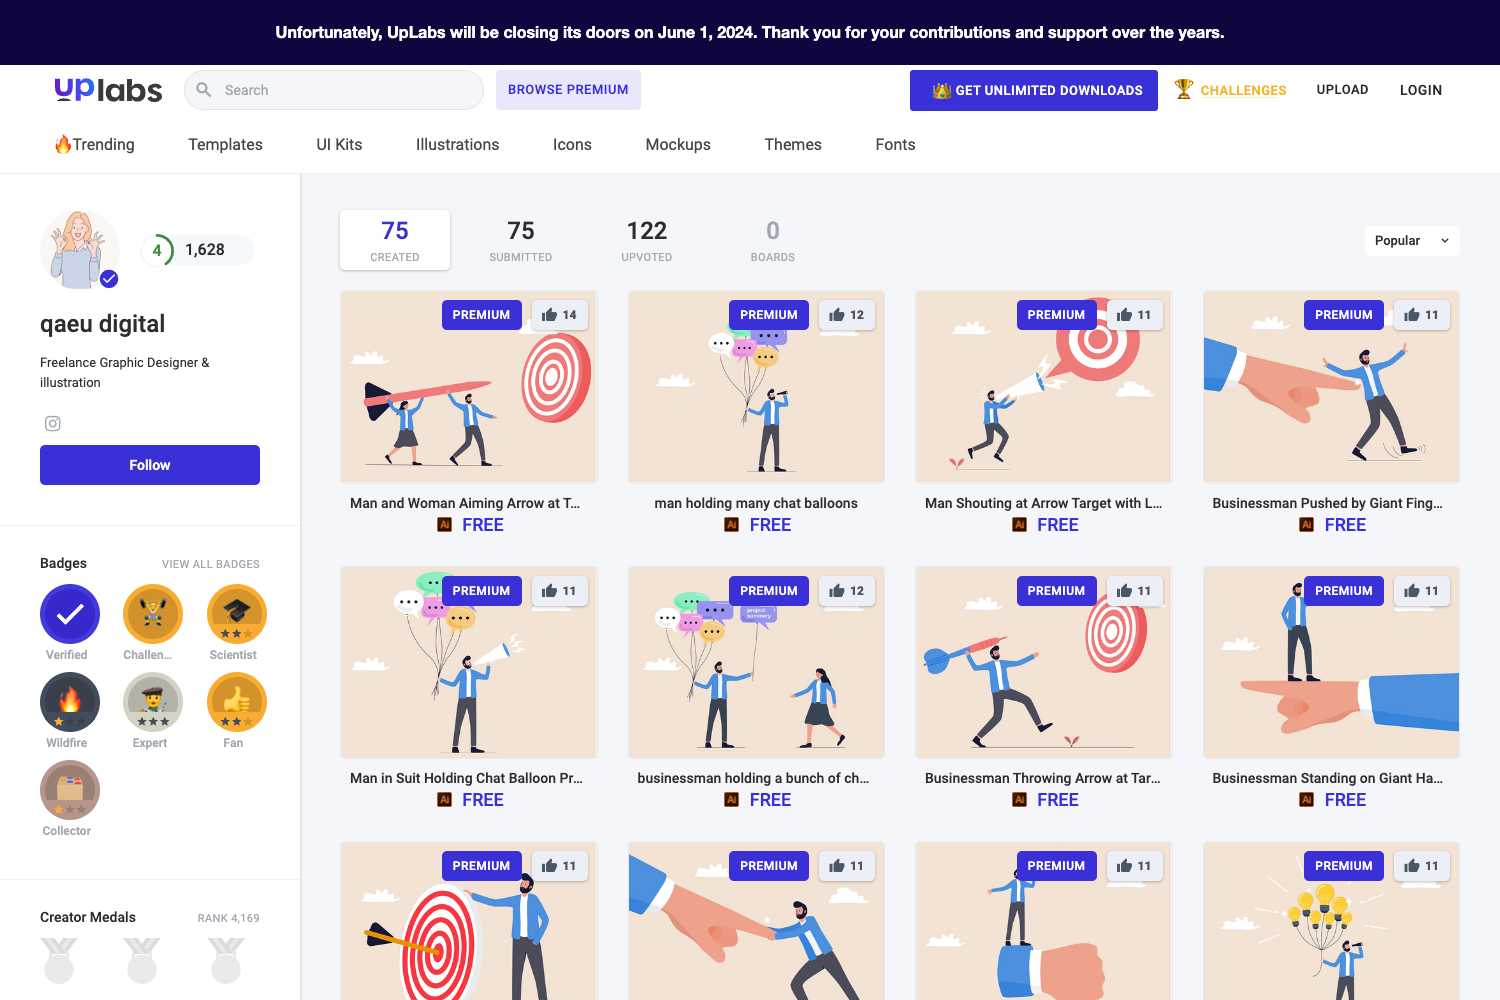 Unfortunately, UpLabs will be closing its doors on June 1, 2024. Thank you for your contributions and support over the years.
uplabs
Search
BROWSE PREMIUM
GET UNLIMITED DOWNLOADS
CHALLENGES
UPLOAD
LOGIN
Trending
Templates
UI Kits
Illustrations
Icons
Mockups
Themes
Fonts
4
1,628
qaeu digital
Freelance Graphic Designer &
illustration
Follow
Badges
VIEW ALL BADGES
Verified
Challen...
Scientist
Wildfire
Expert
Fan
Collector
Creator Medals
RANK 4,169
75
CREATED
75
SUBMITTED
122
UPVOTED
0
BOARDS
Popular
PREMIUM
14
Man and Woman Aiming Arrow at T...
Ai FREE
PREMIUM
12
man holding many chat balloons
Ai FREE
PREMIUM
11
Man Shouting at Arrow Target with L...
Ai FREE
PREMIUM
11
Businessman Pushed by Giant Fing...
Ai FREE
PREMIUM
11
Man in Suit Holding Chat Balloon Pr...
Ai FREE
PREMIUM
12
project
summary
businessman holding a bunch of ch...
Ai FREE
PREMIUM
11
Businessman Throwing Arrow at Tar...
Ai FREE
PREMIUM
11
Businessman Standing on Giant Ha...
Ai FREE
PREMIUM
11
PREMIUM
11
PREMIUM
11
PREMIUM
11